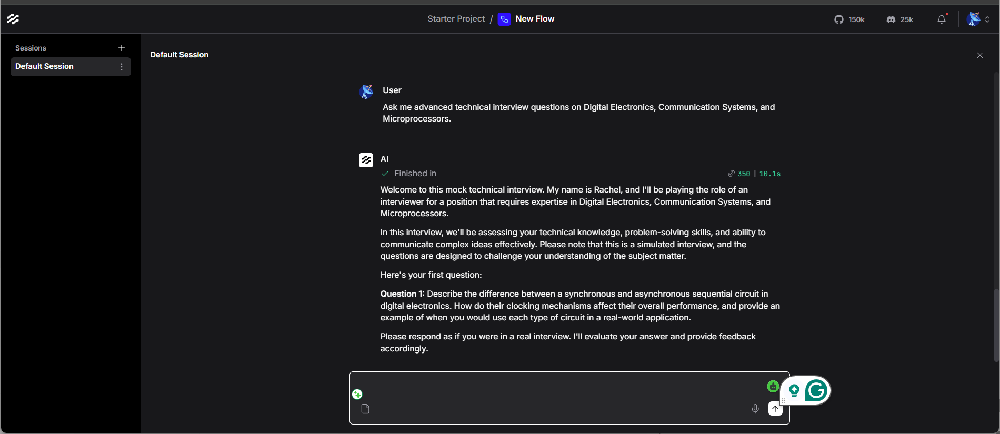 Starter Project / New Flow
150k
25k
Sessions
Default Session
Default Session
User
Ask me advanced technical interview questions on Digital Electronics, Communication Systems, and
Microprocessors.
AI
Finished in
350 | 10.1s
Welcome to this mock technical interview. My name is Rachel, and I'll be playing the role of an
interviewer for a position that requires expertise in Digital Electronics, Communication Systems, and
Microprocessors.
In this interview, we'll be assessing your technical knowledge, problem-solving skills, and ability to
communicate complex ideas effectively. Please note that this is a simulated interview, and the
questions are designed to challenge your understanding of the subject matter.
Here's your first question:
Question 1: Describe the difference between a synchronous and asynchronous sequential circuit in
digital electronics. How do their clocking mechanisms affect their overall performance, and provide an
example of when you would use each type of circuit in a real-world application.
Please respond as if you were in a real interview. I'll evaluate your answer and provide feedback
accordingly.